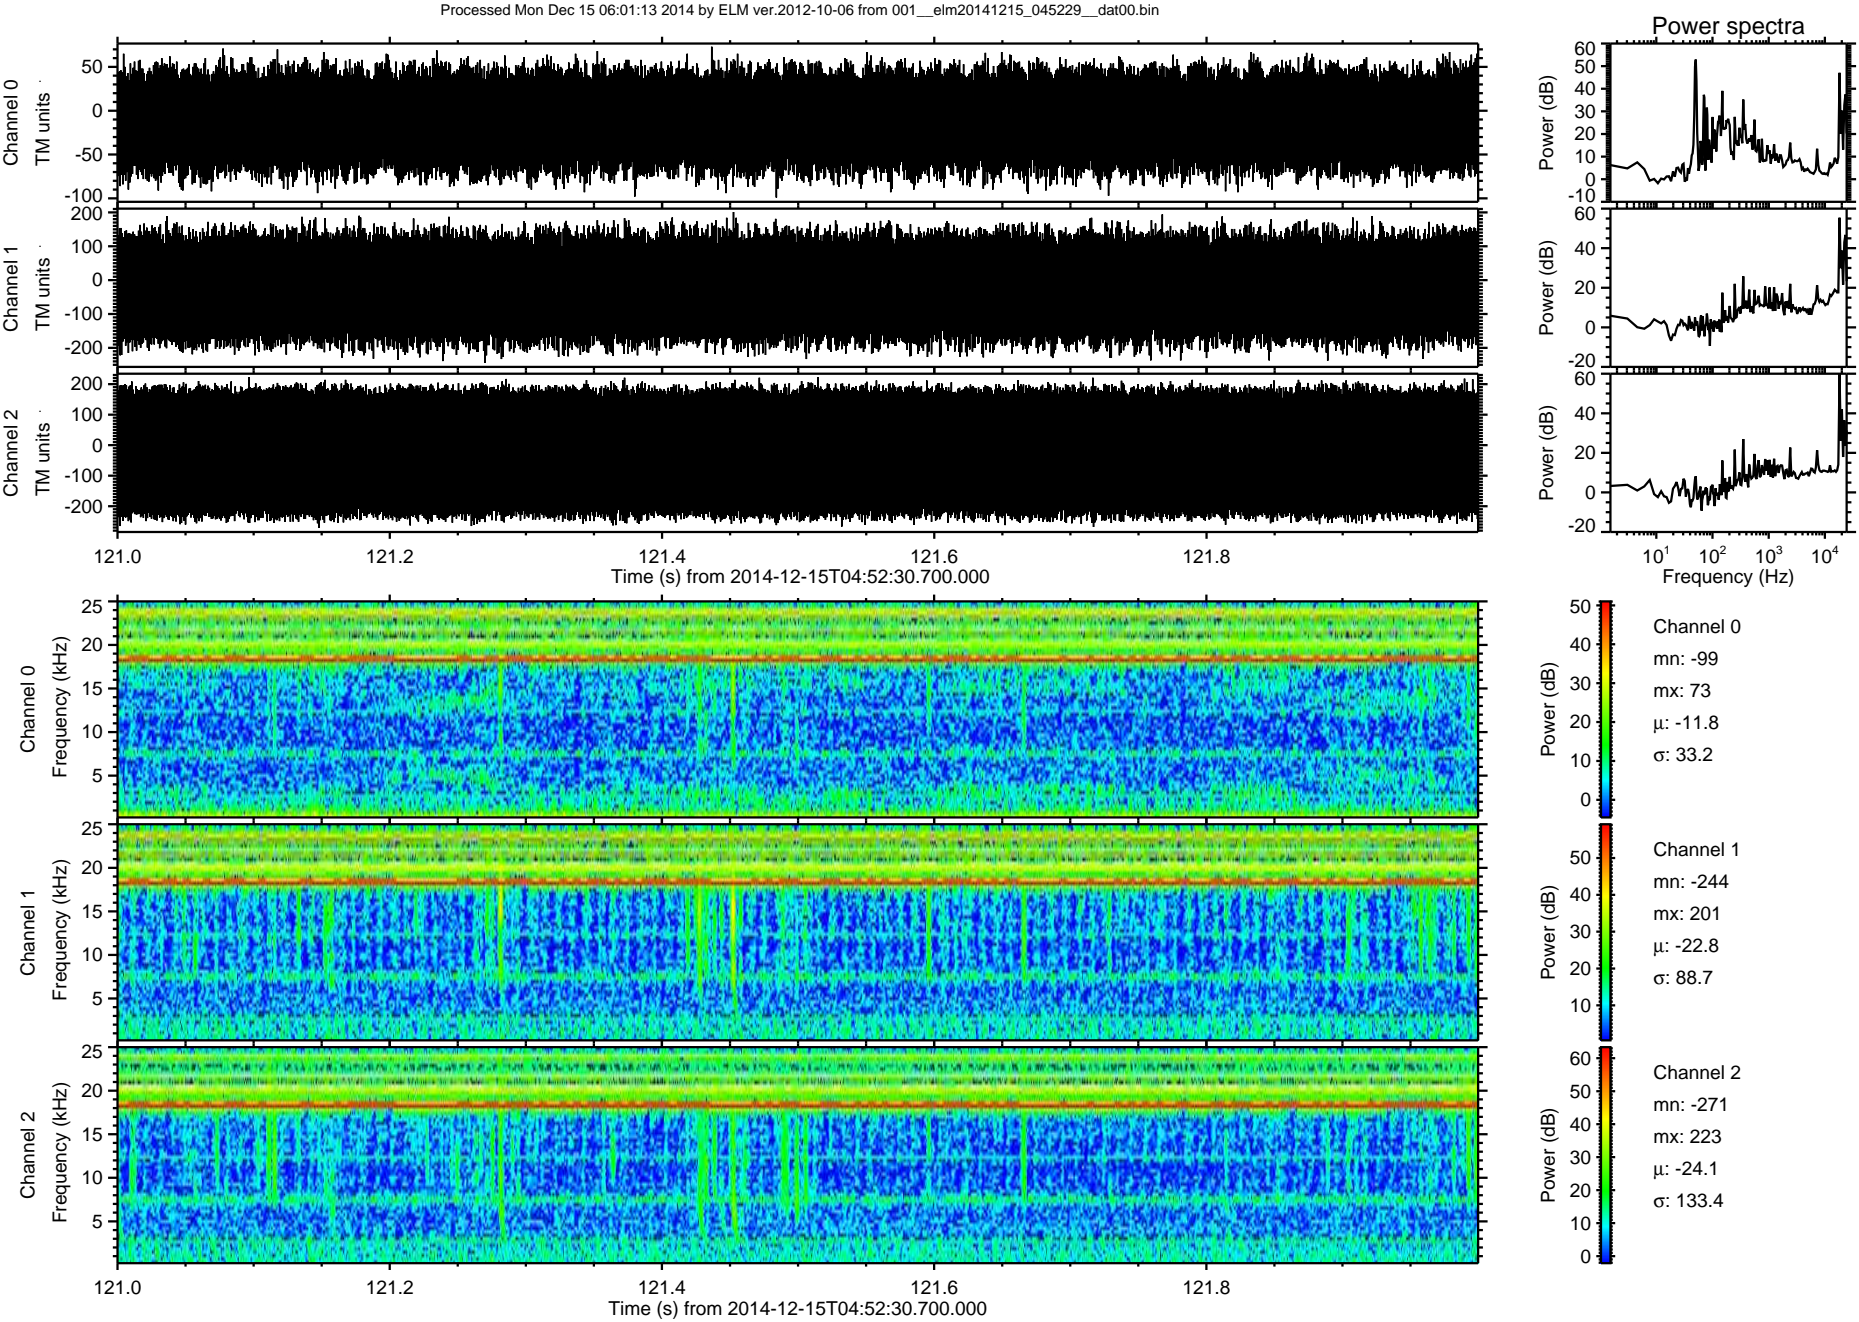 Processed Mon Dec 15 06:01:13 2014 by ELM ver.2012-10-06 from 001__elm20141215_045229__dat00.bin
Power spectra
Channel 0
TM units
50
0
-50
-100
Power (dB)
60
50
40
30
20
10
0
-10
Channel 1
TM units
200
100
0
-100
-200
Power (dB)
60
40
20
0
-20
Channel 2
TM units
200
100
0
-100
-200
Power (dB)
60
40
20
0
-20
121.0 121.2 121.4 121.6 121.8
Time (s) from 2014-12-15T04:52:30.700.000
10^1 10^2 10^3 10^4
Frequency (Hz)
Channel 0
Frequency (kHz)
25
20
15
10
5
Power (dB)
50
40
30
20
10
0
Channel 0
mn: -99
mx: 73
μ: -11.8
σ: 33.2
Channel 1
Frequency (kHz)
25
20
15
10
5
Power (dB)
50
40
30
20
10
Channel 1
mn: -244
mx: 201
μ: -22.8
σ: 88.7
Channel 2
Frequency (kHz)
25
20
15
10
5
Power (dB)
60
50
40
30
20
10
0
Channel 2
mn: -271
mx: 223
μ: -24.1
σ: 133.4
121.0 121.2 121.4 121.6 121.8
Time (s) from 2014-12-15T04:52:30.700.000